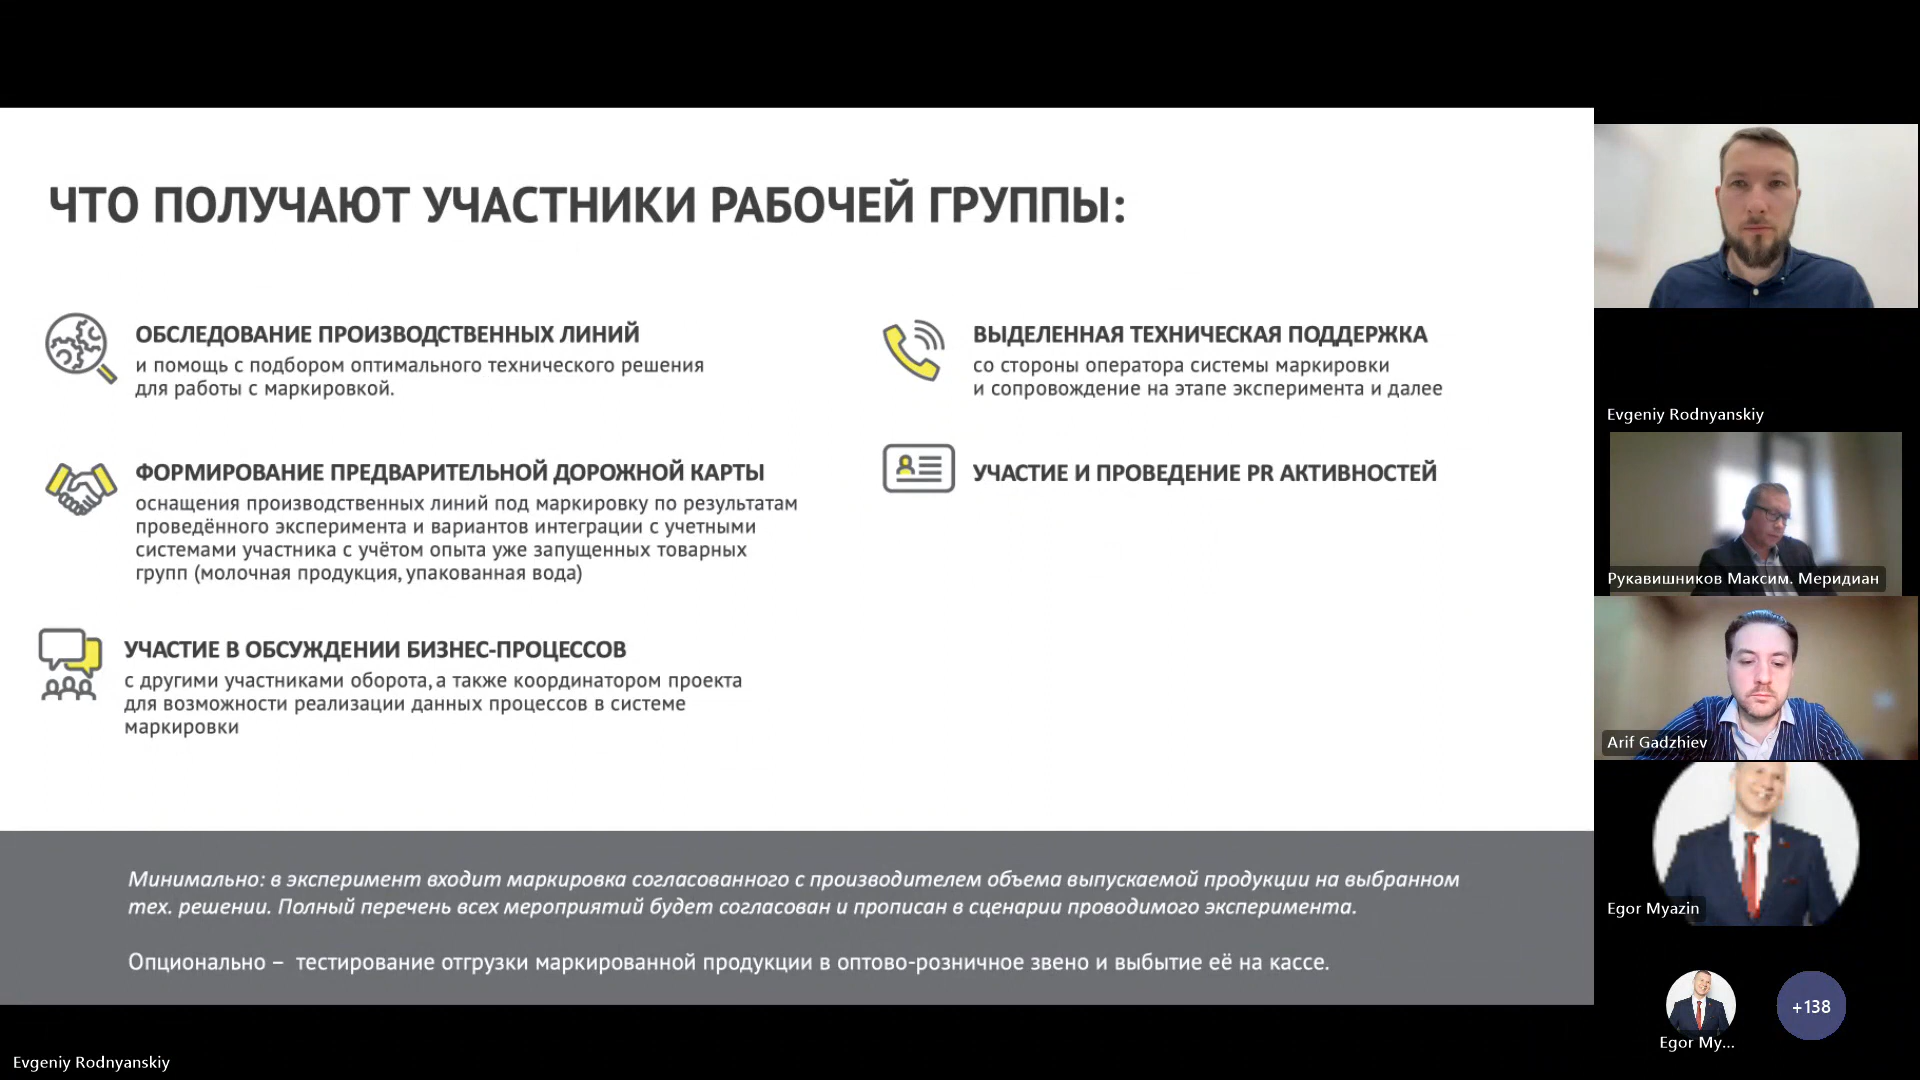 ЧТО ПОЛУЧАЮТ УЧАСТНИКИ РАБОЧЕЙ ГРУППЫ:
ОБСЛЕДОВАНИЕ ПРОИЗВОДСТВЕННЫХ ЛИНИЙ
и помощь с подбором оптимального технического решения
для работы с маркировкой.
ФОРМИРОВАНИЕ ПРЕДВАРИТЕЛЬНОЙ ДОРОЖНОЙ КАРТЫ
оснащения производственных линий под маркировку по результатам
проведённого эксперимента и вариантов интеграции с учетными
системами участника с учётом опыта уже запущенных товарных
групп (молочная продукция, упакованная вода)
УЧАСТИЕ В ОБСУЖДЕНИИ БИЗНЕС-ПРОЦЕССОВ
с другими участниками оборота, а также координатором проекта
для возможности реализации данных процессов в системе
маркировки
ВЫДЕЛЕННАЯ ТЕХНИЧЕСКАЯ ПОДДЕРЖКА
со стороны оператора системы маркировки
и сопровождение на этапе эксперимента и далее
УЧАСТИЕ И ПРОВЕДЕНИЕ PR АКТИВНОСТЕЙ
Минимально: в эксперимент входит маркировка согласованного с производителем объема выпускаемой продукции на выбранном
тех. решении. Полный перечень всех мероприятий будет согласован и прописан в сценарии проводимого эксперимента.
Опционально – тестирование отгрузки маркированной продукции в оптово-розничное звено и выбытие её на кассе.
Evgeniy Rodnyanskiy
Рукавишников Максим. Меридиан
Arif Gadzhiev
Egor Myazin
+138
Egor My...
Evgeniy Rodnyanskiy